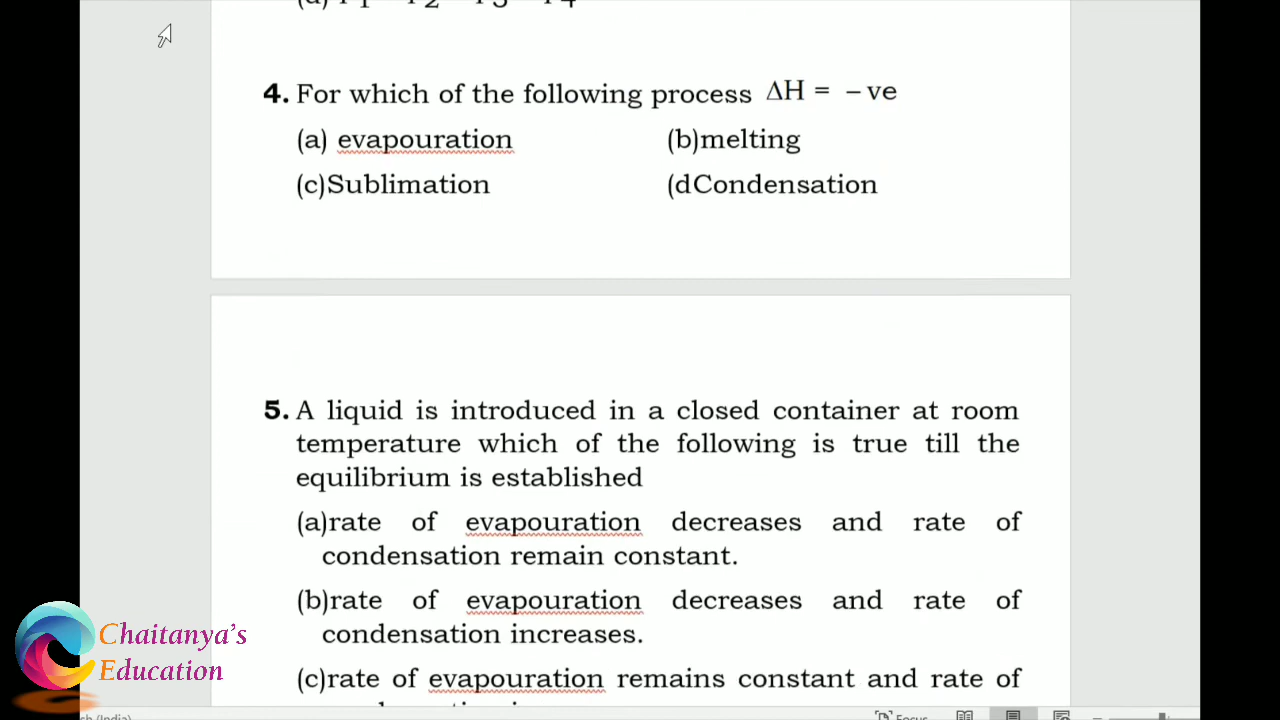 4. For which of the following process ΔH = – ve
(a) evapouration (b)melting
(c)Sublimation (dCondensation
5. A liquid is introduced in a closed container at room
temperature which of the following is true till the
equilibrium is established
(a)rate of evapouration decreases and rate of
condensation remain constant.
(b)rate of evapouration decreases and rate of
condensation increases.
(c)rate of evapouration remains constant and rate of
Chaitanya's
Education
(India)
Focus